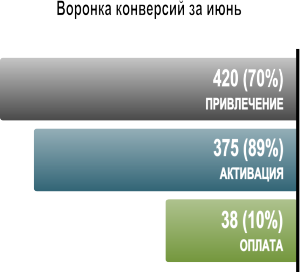 Воронка конверсий за июнь
420 (70%)
ПРИВЛЕЧЕНИЕ
375 (89%)
АКТИВАЦИЯ
38 (10%)
ОПЛАТА